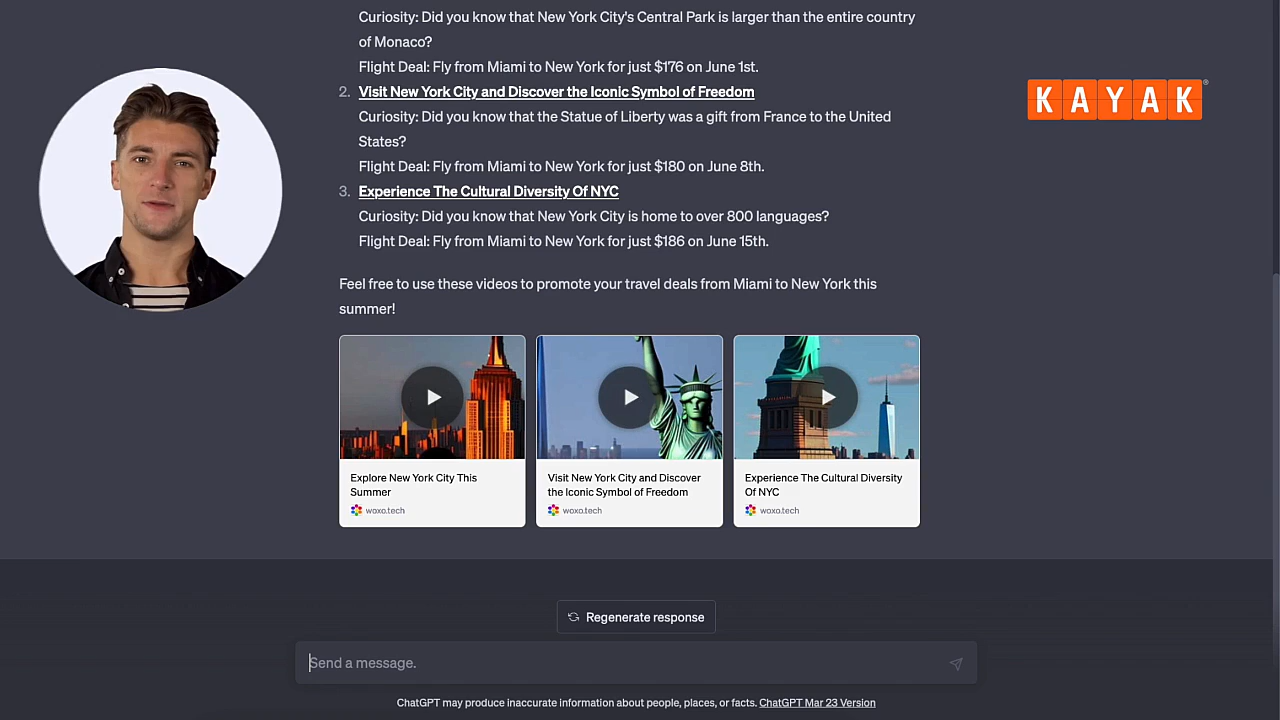 Curiosity: Did you know that New York City's Central Park is larger than the entire country
of Monaco?
Flight Deal: Fly from Miami to New York for just $176 on June 1st.
2. Visit New York City and Discover the Iconic Symbol of Freedom
Curiosity: Did you know that the Statue of Liberty was a gift from France to the United
States?
Flight Deal: Fly from Miami to New York for just $180 on June 8th.
3. Experience The Cultural Diversity Of NYC
Curiosity: Did you know that New York City is home to over 800 languages?
Flight Deal: Fly from Miami to New York for just $186 on June 15th.
Feel free to use these videos to promote your travel deals from Miami to New York this
summer!
KAYAK®
Explore New York City This
Summer
woxo.tech
Visit New York City and Discover
the Iconic Symbol of Freedom
woxo.tech
Experience The Cultural Diversity
Of NYC
woxo.tech
Regenerate response
Send a message.
ChatGPT may produce inaccurate information about people, places, or facts. ChatGPT Mar 23 Version